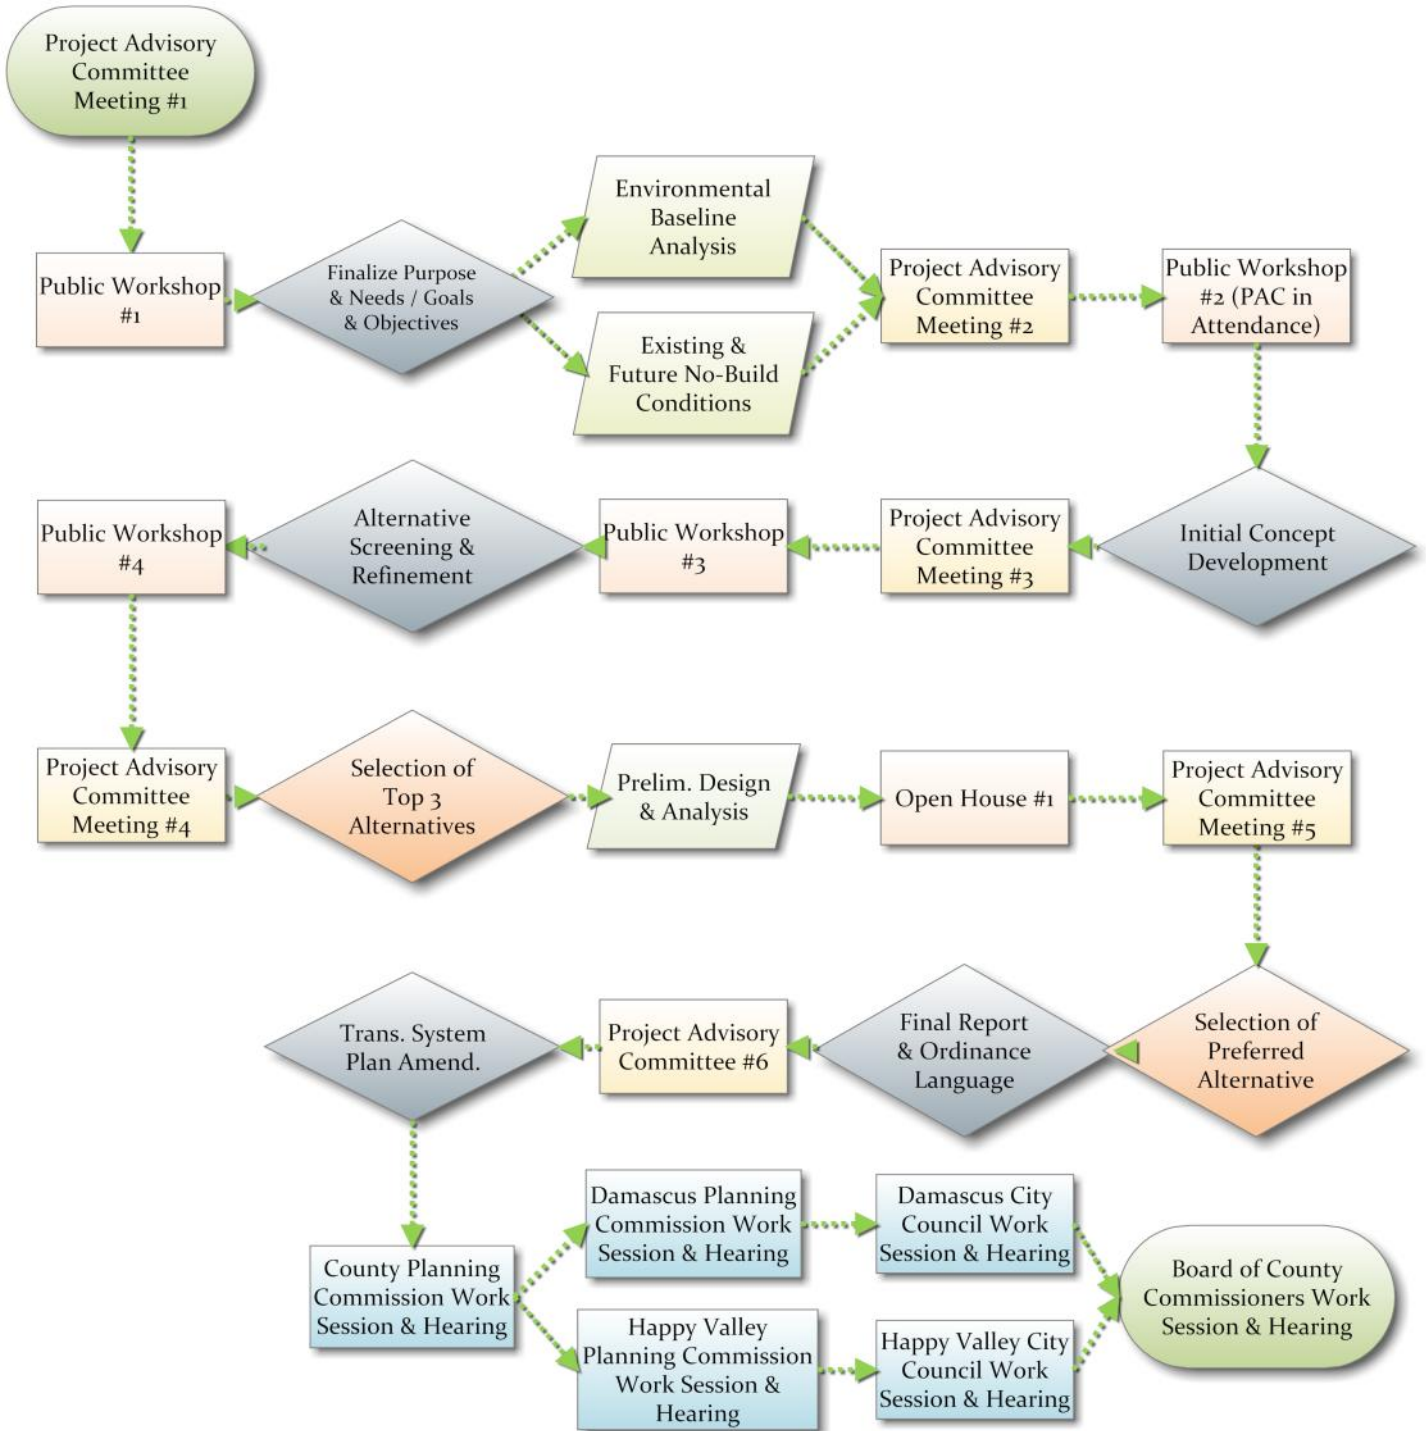 Project Advisory
Committee
Meeting #1
Public Workshop
#1
Finalize Purpose
& Needs / Goals
& Objectives
Environmental
Baseline
Analysis
Existing &
Future No-Build
Conditions
Project Advisory
Committee
Meeting #2
Public Workshop
#2 (PAC in
Attendance)
Initial Concept
Development
Project Advisory
Committee
Meeting #3
Public Workshop
#3
Alternative
Screening &
Refinement
Public Workshop
#4
Project Advisory
Committee
Meeting #4
Selection of
Top 3
Alternatives
Prelim. Design
& Analysis
Open House #1
Project Advisory
Committee
Meeting #5
Selection of
Preferred
Alternative
Final Report
& Ordinance
Language
Project Advisory
Committee #6
Trans. System
Plan Amend.
County Planning
Commission Work
Session & Hearing
Damascus Planning
Commission Work
Session & Hearing
Damascus City
Council Work
Session & Hearing
Happy Valley
Planning Commission
Work Session &
Hearing
Happy Valley City
Council Work
Session & Hearing
Board of County
Commissioners Work
Session & Hearing